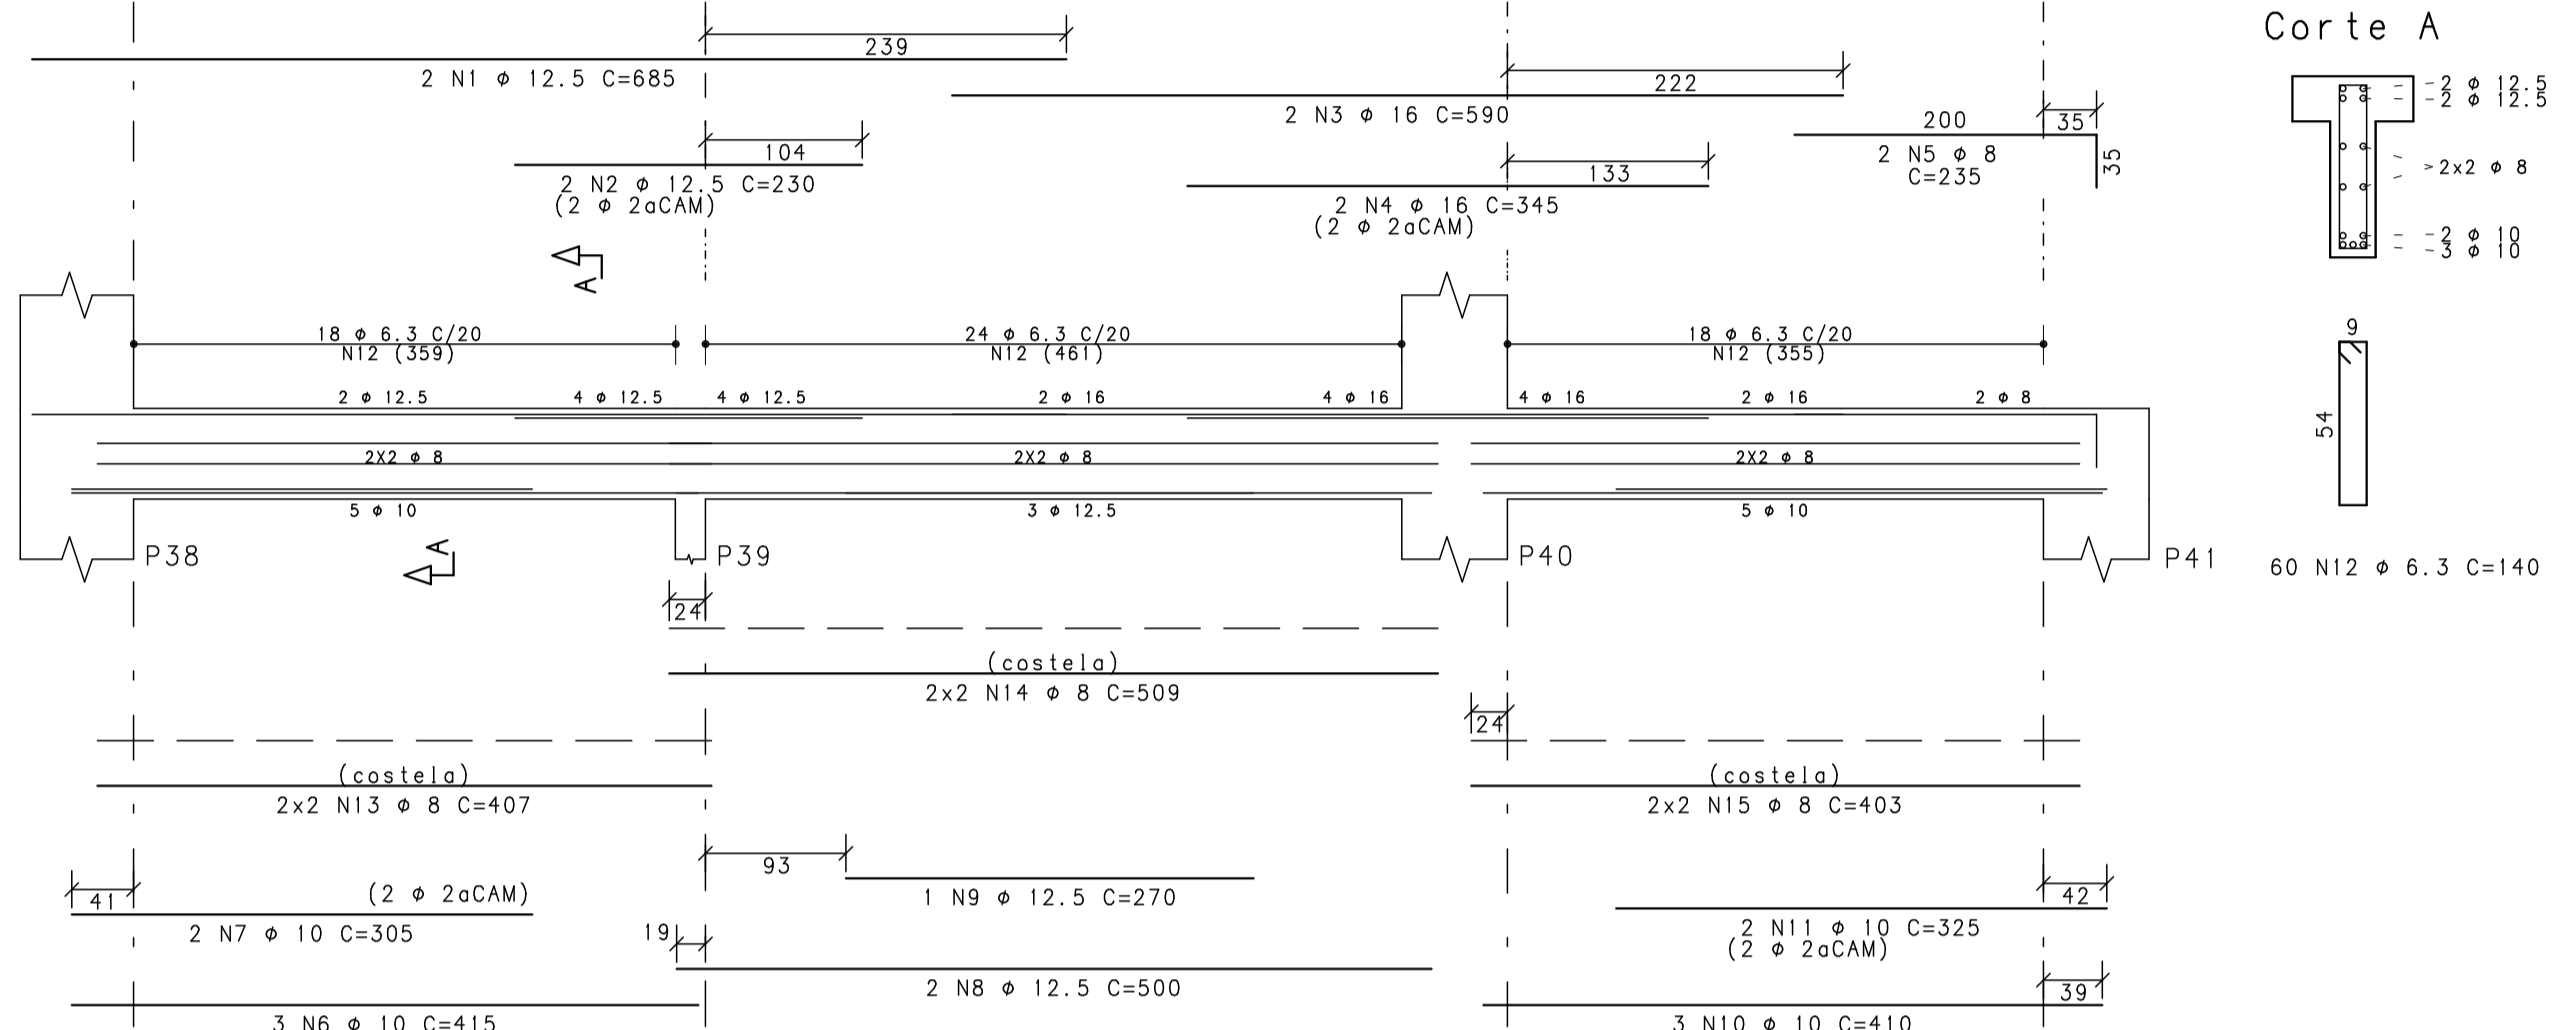 Corte A
239
2 N1 ø 12.5 C=685
222
2 N3 ø 16 C=590
-2 ø 12.5
-2 ø 12.5
104
2 N2 ø 12.5 C=230
(2 ø 2aCAM)
133
2 N4 ø 16 C=345
(2 ø 2aCAM)
200
35
2 N5 ø 8
C=235
35
>2x2 ø 8
-2 ø 10
-3 ø 10
A
18 ø 6.3 C/20
N12 (359)
24 ø 6.3 C/20
N12 (461)
18 ø 6.3 C/20
N12 (355)
9
54
2 ø 12.5
4 ø 12.5
4 ø 12.5
2 ø 16
4 ø 16
4 ø 16
2 ø 16
2 ø 8
2X2 ø 8
2X2 ø 8
2X2 ø 8
5 ø 10
3 ø 12.5
5 ø 10
A
P38
P39
P40
P41
60 N12 ø 6.3 C=140
24
(costela)
2x2 N14 ø 8 C=509
24
(costela)
2x2 N13 ø 8 C=407
(costela)
2x2 N15 ø 8 C=403
93
1 N9 ø 12.5 C=270
41
(2 ø 2aCAM)
2 N7 ø 10 C=305
42
2 N11 ø 10 C=325
(2 ø 2aCAM)
19
2 N8 ø 12.5 C=500
39
3 N6 ø 10 C=415
3 N10 ø 10 C=410